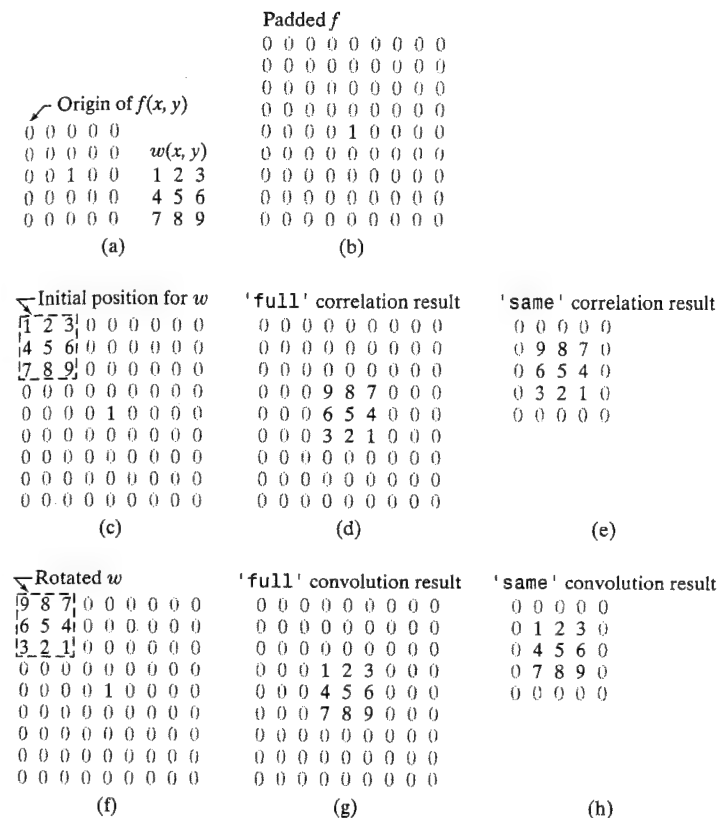 Origin of f(x, y)
0 0 0 0 0
0 0 0 0 0
0 0 1 0 0
0 0 0 0 0
0 0 0 0 0
w(x, y)
1 2 3
4 5 6
7 8 9
(a)
Padded f
0 0 0 0 0 0 0 0 0
0 0 0 0 0 0 0 0 0
0 0 0 0 0 0 0 0 0
0 0 0 0 0 0 0 0 0
0 0 0 0 1 0 0 0 0
0 0 0 0 0 0 0 0 0
0 0 0 0 0 0 0 0 0
0 0 0 0 0 0 0 0 0
0 0 0 0 0 0 0 0 0
(b)
Initial position for w
1 2 3 0 0 0 0 0 0
4 5 6 0 0 0 0 0 0
7 8 9 0 0 0 0 0 0
0 0 0 0 0 0 0 0 0
0 0 0 0 1 0 0 0 0
0 0 0 0 0 0 0 0 0
0 0 0 0 0 0 0 0 0
0 0 0 0 0 0 0 0 0
0 0 0 0 0 0 0 0 0
(c)
'full' correlation result
0 0 0 0 0 0 0 0 0
0 0 0 0 0 0 0 0 0
0 0 0 0 0 0 0 0 0
0 0 0 9 8 7 0 0 0
0 0 0 6 5 4 0 0 0
0 0 0 3 2 1 0 0 0
0 0 0 0 0 0 0 0 0
0 0 0 0 0 0 0 0 0
0 0 0 0 0 0 0 0 0
(d)
'same' correlation result
0 0 0 0 0
0 9 8 7 0
0 6 5 4 0
0 3 2 1 0
0 0 0 0 0
(e)
Rotated w
9 8 7 0 0 0 0 0 0
6 5 4 0 0 0 0 0 0
3 2 1 0 0 0 0 0 0
0 0 0 0 0 0 0 0 0
0 0 0 0 1 0 0 0 0
0 0 0 0 0 0 0 0 0
0 0 0 0 0 0 0 0 0
0 0 0 0 0 0 0 0 0
0 0 0 0 0 0 0 0 0
(f)
'full' convolution result
0 0 0 0 0 0 0 0 0
0 0 0 0 0 0 0 0 0
0 0 0 0 0 0 0 0 0
0 0 0 1 2 3 0 0 0
0 0 0 4 5 6 0 0 0
0 0 0 7 8 9 0 0 0
0 0 0 0 0 0 0 0 0
0 0 0 0 0 0 0 0 0
0 0 0 0 0 0 0 0 0
(g)
'same' convolution result
0 0 0 0 0
0 1 2 3 0
0 4 5 6 0
0 7 8 9 0
0 0 0 0 0
(h)